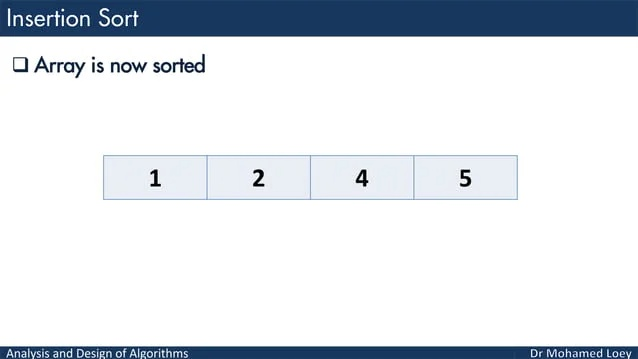 Insertion Sort
Array is now sorted
1 2 4 5
Analysis and Design of Algorithms Dr Mohamed Loey